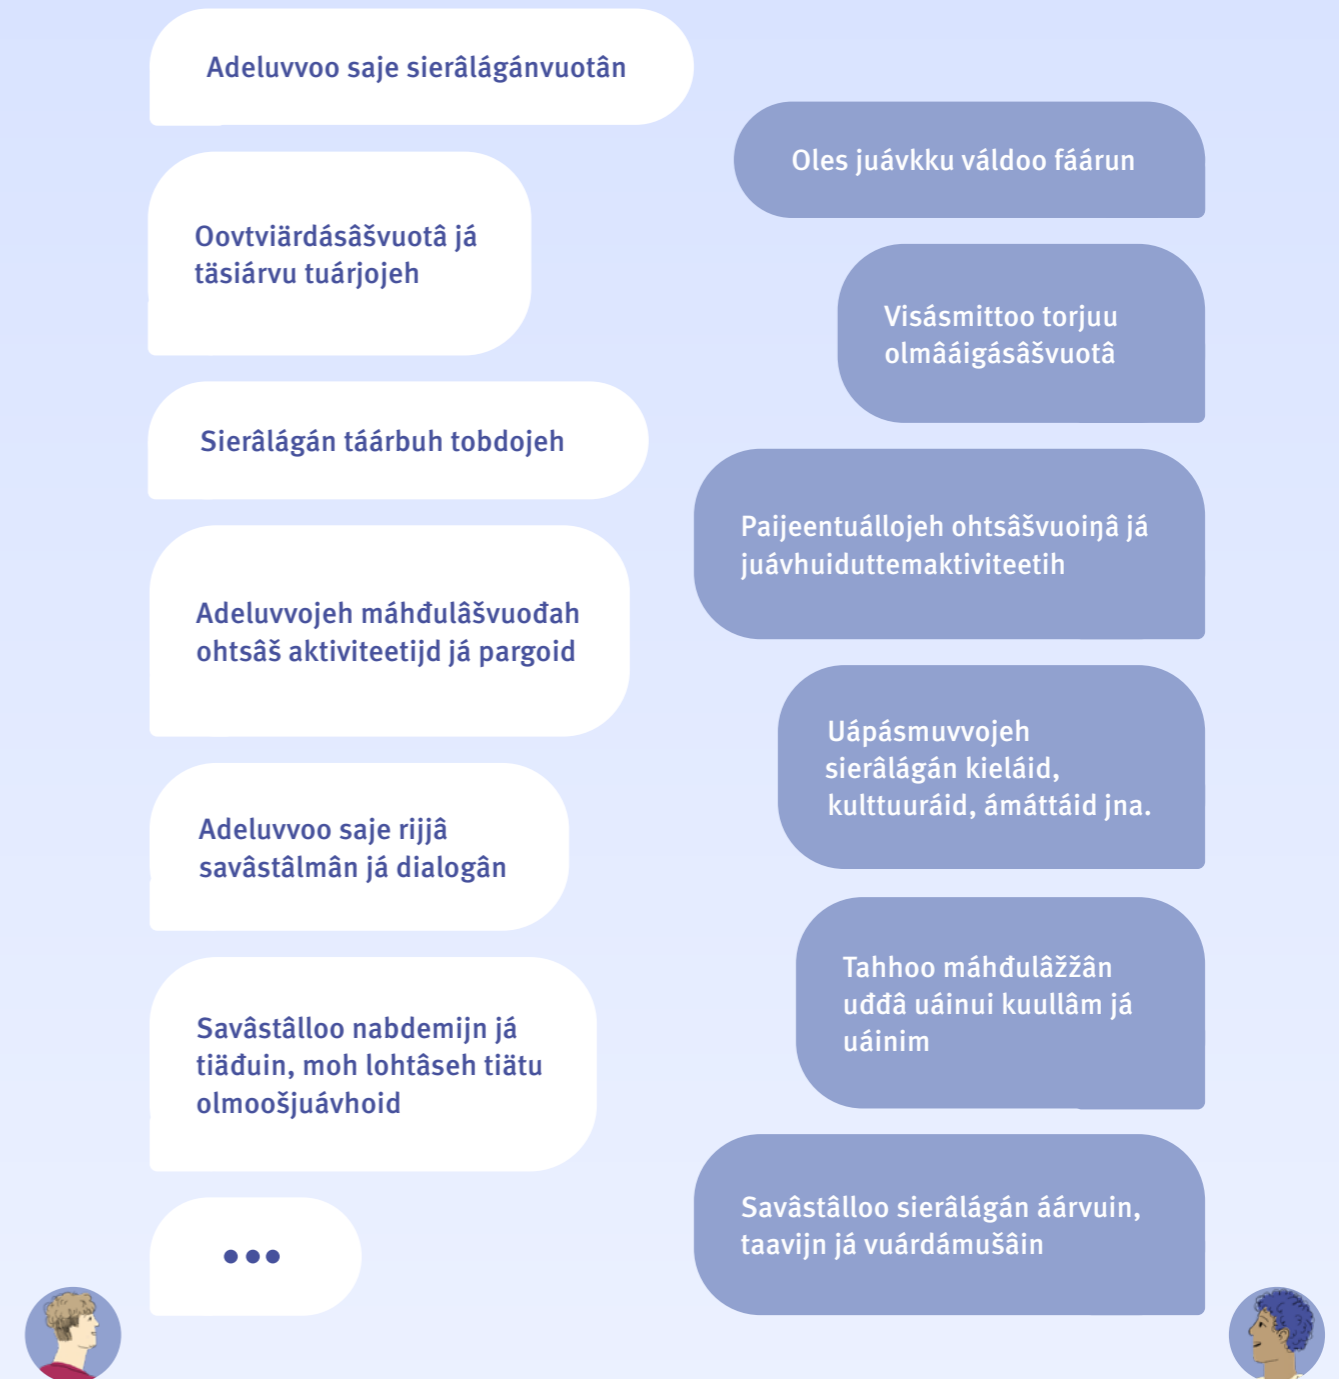 Adeluvvoo saje sierâlágánvuotân
Oles juávkku váldoo fáárun
Oovtviärdásâšvuotâ já
täsiárvu tuárjojeh
Visásmittoo torjuu
olmâáigásâšvuotâ
Sierâlágán táárbuh tobdojeh
Paijeentuállojeh ohtsâšvuoiŋâ já
juávhuiduttemaktiviteetih
Adeluvvojeh máhđulâšvuođah
ohtsâš aktiviteetijd já pargoid
Uápásmuvvojeh
sierâlágán kieláid,
kulttuuráid, ámáttáid jna.
Adeluvvoo saje rijjâ
savâstâlmân já dialogân
Tahhoo máhđulâžžân
uđđâ uáinui kuullâm já
uáinim
Savâstâlloo nabdemijn já
tiäđuin, moh lohtâseh tiätu
olmoošjuávhoid
Savâstâlloo sierâlágán áárvuin,
taavijn já vuárdámušâin
•••